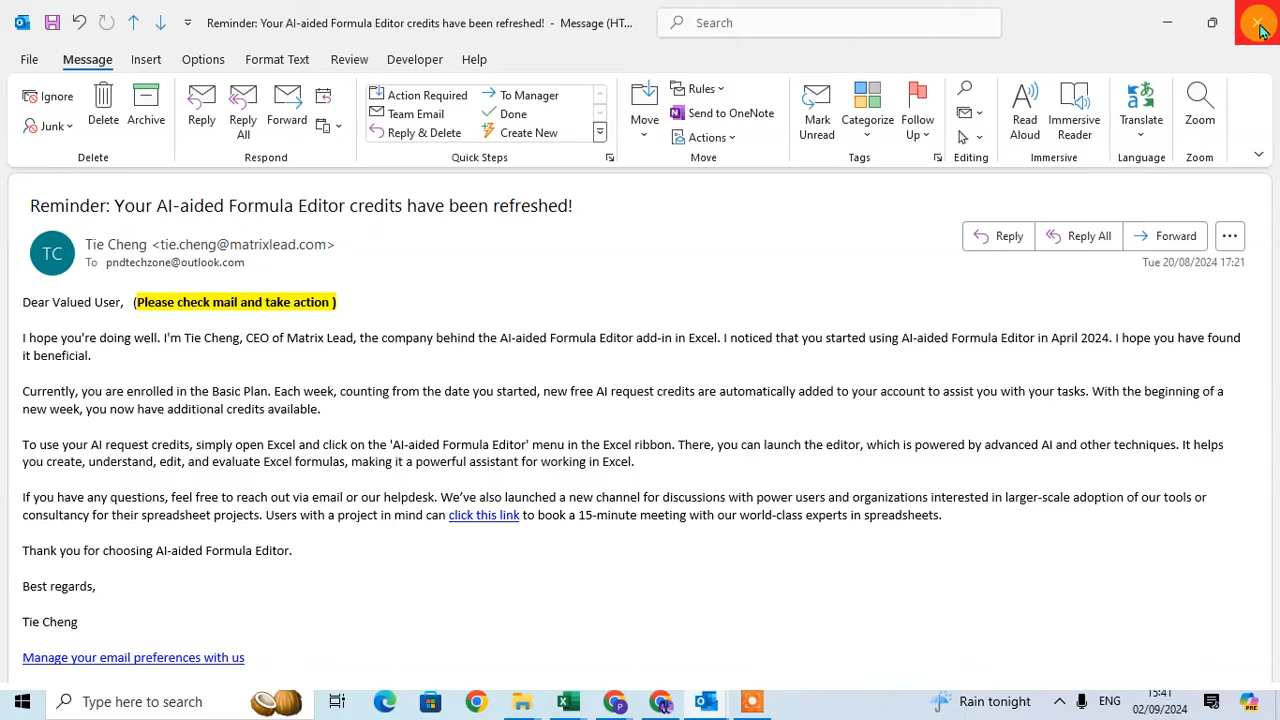 Reminder: Your AI-aided Formula Editor credits have been refreshed! - Message (HT...
Search
File Message Insert Options Format Text Review Developer Help
Ignore
Junk
Delete
Archive
Delete
Reply
Reply All
Forward
Respond
Action Required
To Manager
Team Email
Done
Reply & Delete
Create New
Quick Steps
Move
Rules
Send to OneNote
Actions
Move
Mark Unread
Categorize
Follow Up
Tags
Editing
Read Aloud
Immersive Reader
Immersive
Translate
Language
Zoom
Zoom
Reminder: Your AI-aided Formula Editor credits have been refreshed!
TC
Tie Cheng <tie.cheng@matrixlead.com>
To pndtechzone@outlook.com
Reply Reply All Forward
Tue 20/08/2024 17:21
Dear Valued User, (Please check mail and take action )
I hope you're doing well. I'm Tie Cheng, CEO of Matrix Lead, the company behind the AI-aided Formula Editor add-in in Excel. I noticed that you started using AI-aided Formula Editor in April 2024. I hope you have found
it beneficial.
Currently, you are enrolled in the Basic Plan. Each week, counting from the date you started, new free AI request credits are automatically added to your account to assist you with your tasks. With the beginning of a
new week, you now have additional credits available.
To use your AI request credits, simply open Excel and click on the 'AI-aided Formula Editor' menu in the Excel ribbon. There, you can launch the editor, which is powered by advanced AI and other techniques. It helps
you create, understand, edit, and evaluate Excel formulas, making it a powerful assistant for working in Excel.
If you have any questions, feel free to reach out via email or our helpdesk. We've also launched a new channel for discussions with power users and organizations interested in larger-scale adoption of our tools or
consultancy for their spreadsheet projects. Users with a project in mind can click this link to book a 15-minute meeting with our world-class experts in spreadsheets.
Thank you for choosing AI-aided Formula Editor.
Best regards,
Tie Cheng
Manage your email preferences with us
Type here to search
Rain tonight
ENG
15:41
02/09/2024
PRE